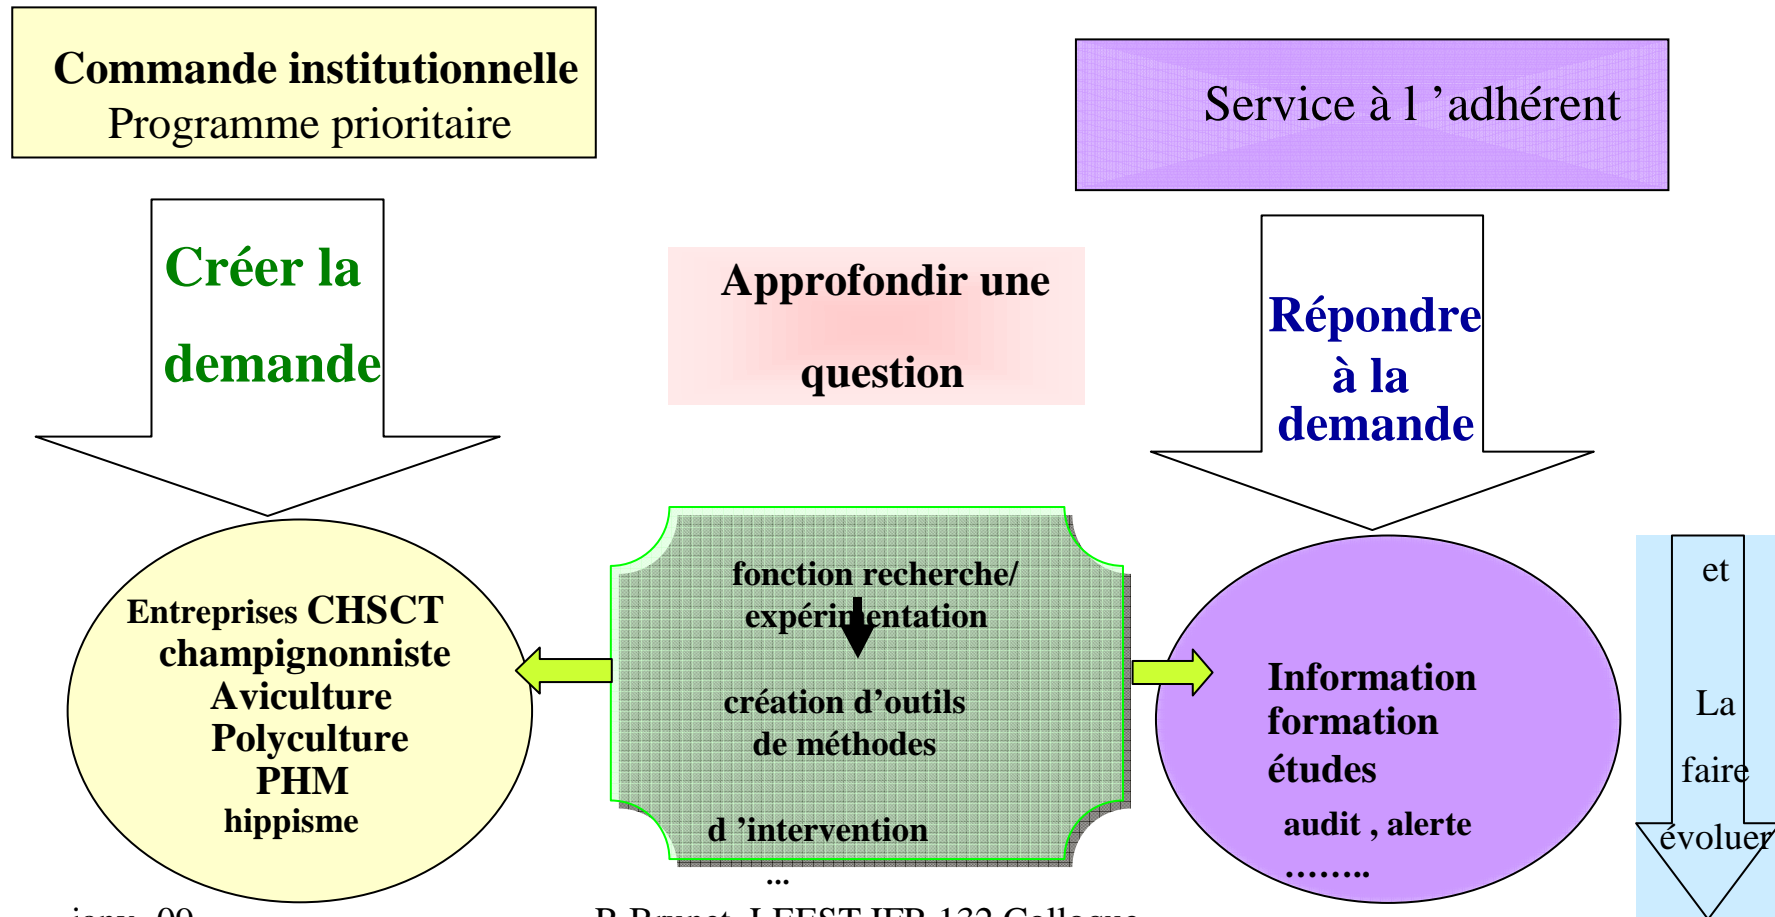 Commande institutionnelle
Programme prioritaire
Service à l ’adhérent
Créer la
demande
Approfondir une
question
Répondre
à la
demande
Entreprises CHSCT
champignonniste
Aviculture
Polyculture
PHM
hippisme
fonction recherche/
expérimentation
création d’outils
de méthodes
d ’intervention
...
Information
formation
études
audit , alerte
……..
et
La
faire
évoluer